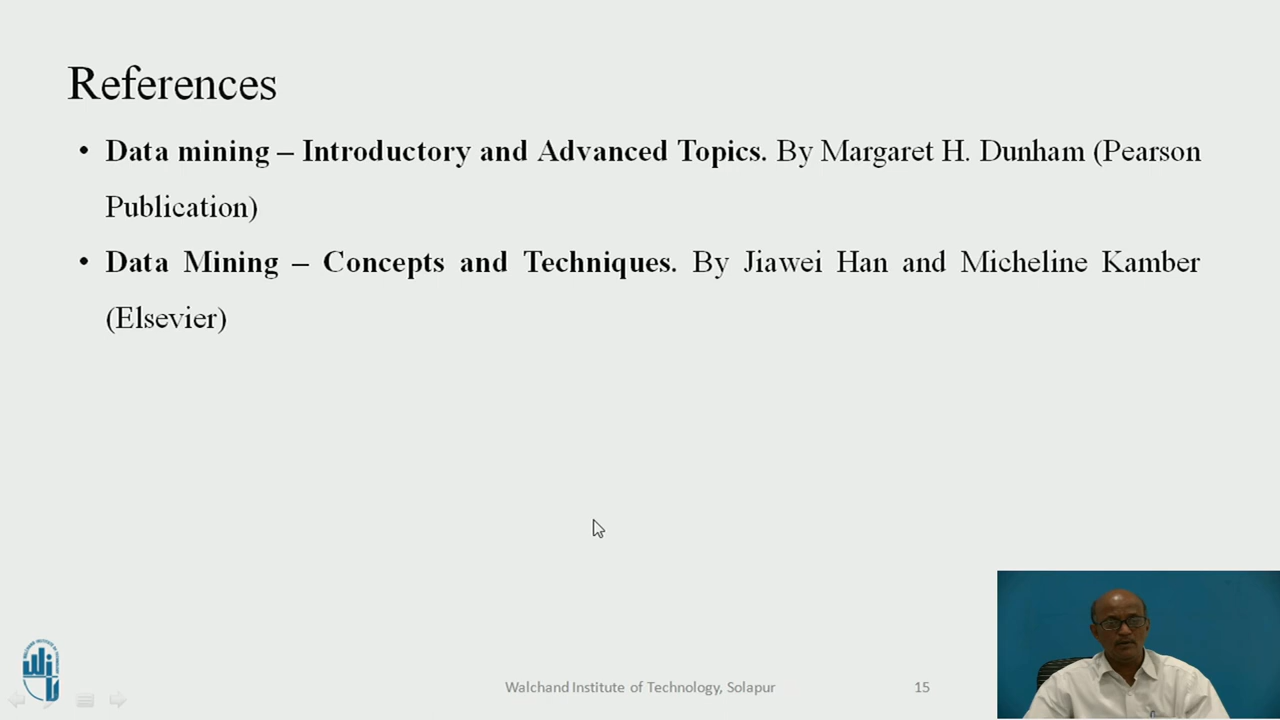 References
• Data mining – Introductory and Advanced Topics. By Margaret H. Dunham (Pearson
Publication)
• Data Mining – Concepts and Techniques. By Jiawei Han and Micheline Kamber
(Elsevier)
Walchand Institute of Technology, Solapur
15